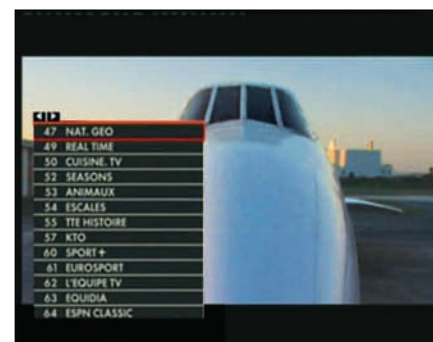 47 NAT. GEO
49 REAL TIME
50 CUISINE. TV
52 SEASONS
53 ANIMAUX
54 ESCALES
55 TTE HISTOIRE
57 KTO
60 SPORT+
61 EUROSPORT
62 L'EQUIPE TV
63 EQUIDIA
64 ESPN CLASSIC